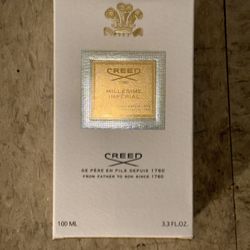 CREED
MILLESIME
IMPERIAL
CREED
DE PÈRE EN FILS DEPUIS 1760
FROM FATHER TO SON SINCE 1760
100 ML 3.3 FL.OZ.